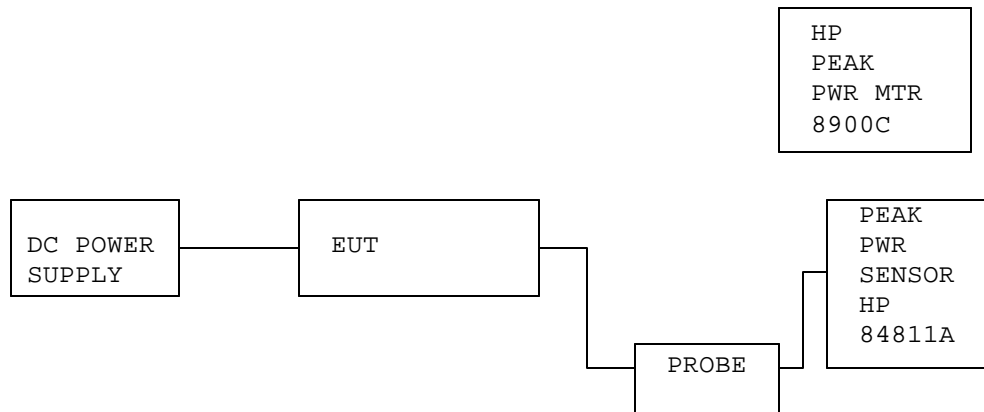 HP
PEAK
PWR MTR
8900C
DC POWER
SUPPLY
EUT
PEAK
PWR
SENSOR
HP
84811A
PROBE